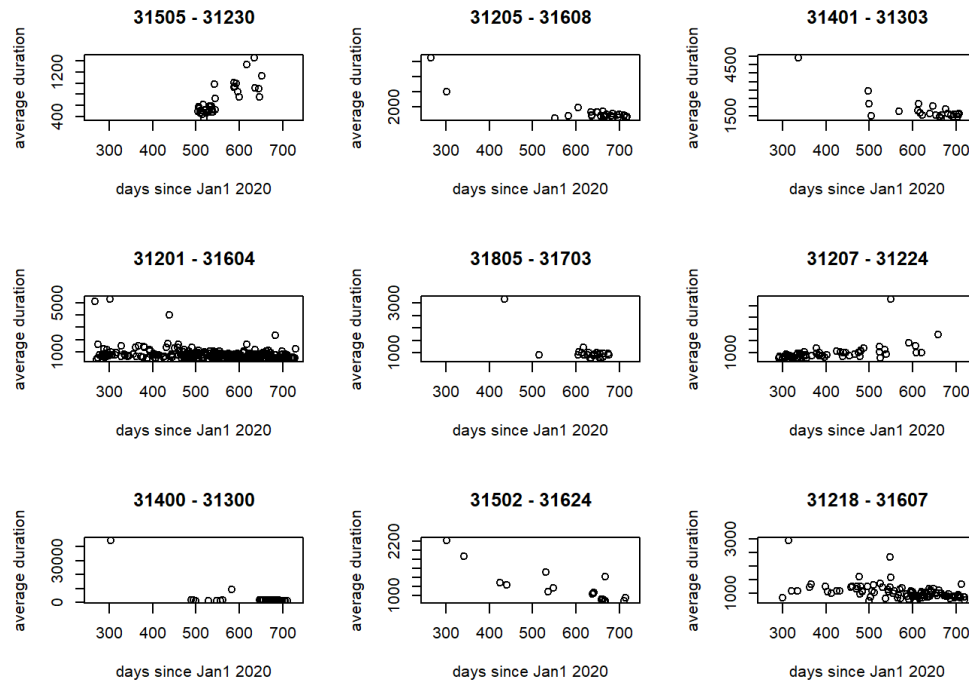 31505 - 31230
average duration
400 1200
300 400 500 600 700
days since Jan1 2020
31205 - 31608
average duration
2000
300 400 500 600 700
days since Jan1 2020
31401 - 31303
average duration
1500 4500
300 400 500 600 700
days since Jan1 2020
31201 - 31604
average duration
1000 5000
300 400 500 600 700
days since Jan1 2020
31805 - 31703
average duration
1000 3000
300 400 500 600 700
days since Jan1 2020
31207 - 31224
average duration
1000
300 400 500 600 700
days since Jan1 2020
31400 - 31300
average duration
0 30000
300 400 500 600 700
days since Jan1 2020
31502 - 31624
average duration
1000 2200
300 400 500 600 700
days since Jan1 2020
31218 - 31607
average duration
1000 3000
300 400 500 600 700
days since Jan1 2020